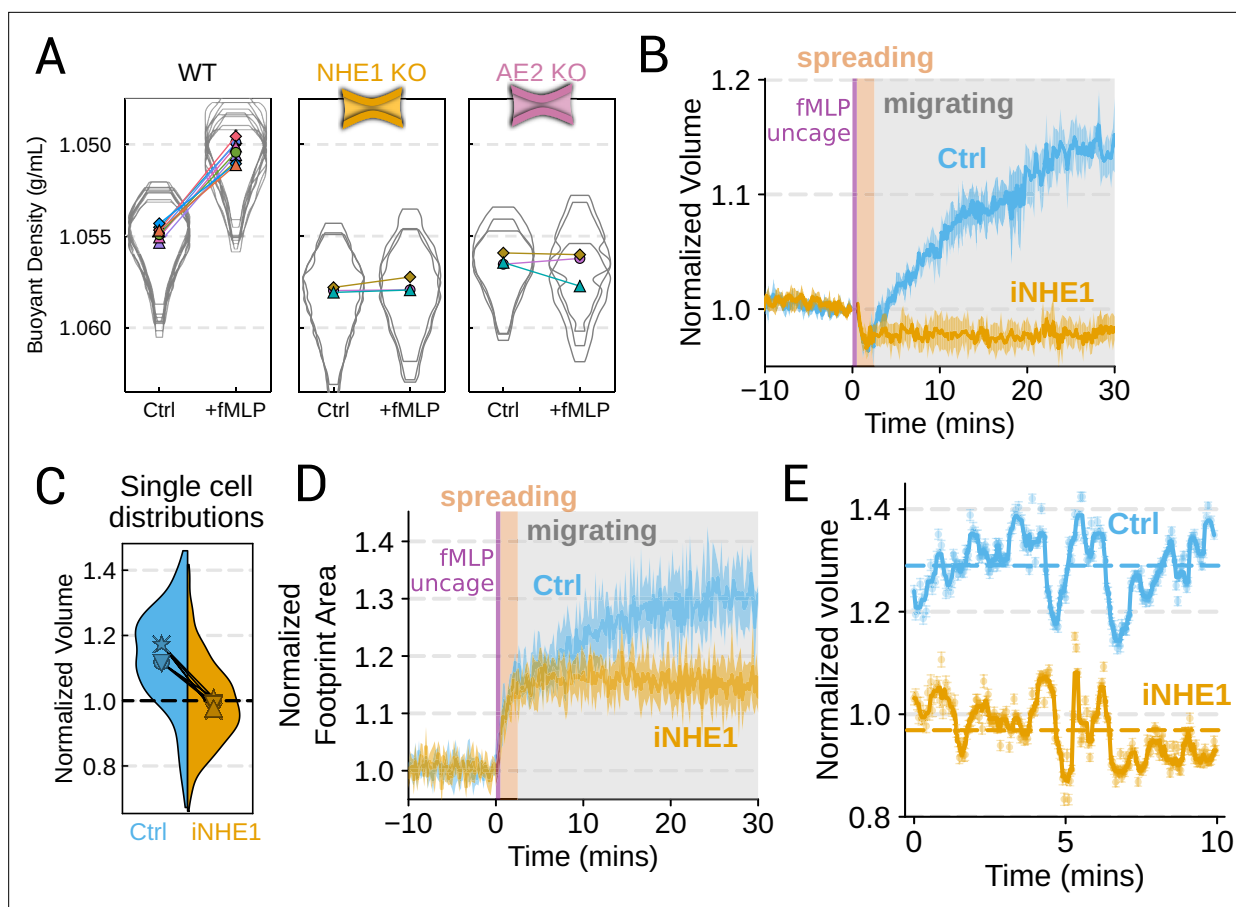 A
WT
NHE1 KO
AE2 KO
Buoyant Density (g/mL)
1.050
1.055
1.060
Ctrl
+fMLP
Ctrl
+fMLP
Ctrl
+fMLP
B
spreading
fMLP
uncage
migrating
Ctrl
iNHE1
Normalized Volume
1.2
1.1
1.0
−10
0
10
20
30
Time (mins)
C
Single cell
distributions
Normalized Volume
1.4
1.2
1.0
0.8
Ctrl
iNHE1
D
spreading
fMLP
uncage
migrating
Ctrl
iNHE1
Normalized
Footprint Area
1.4
1.3
1.2
1.1
1.0
−10
0
10
20
30
Time (mins)
E
Ctrl
iNHE1
Normalized volume
1.4
1.2
1.0
0.8
0
5
10
Time (mins)